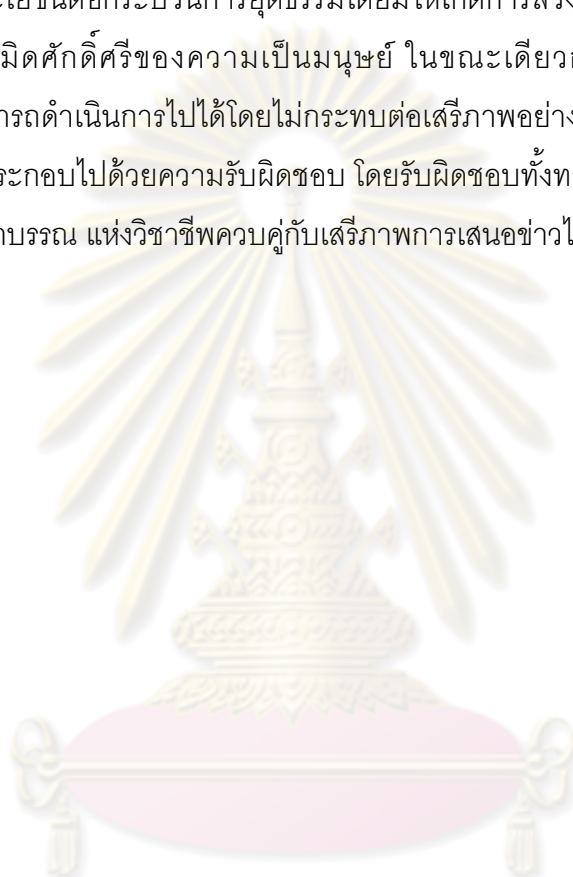 มิดศักดิ์ศรีของความเป็นมนุษย์ ในขณะเดียวก
ารถดำเนินการไปได้โดยไม่กระทบต่อเสรีภาพอย่าง
ระกอบไปด้วยความรับผิดชอบ โดยรับผิดชอบทั้งท
าบรรณ แห่งวิชาชีพควบคู่กับเสรีภาพการเสนอข่าวไ